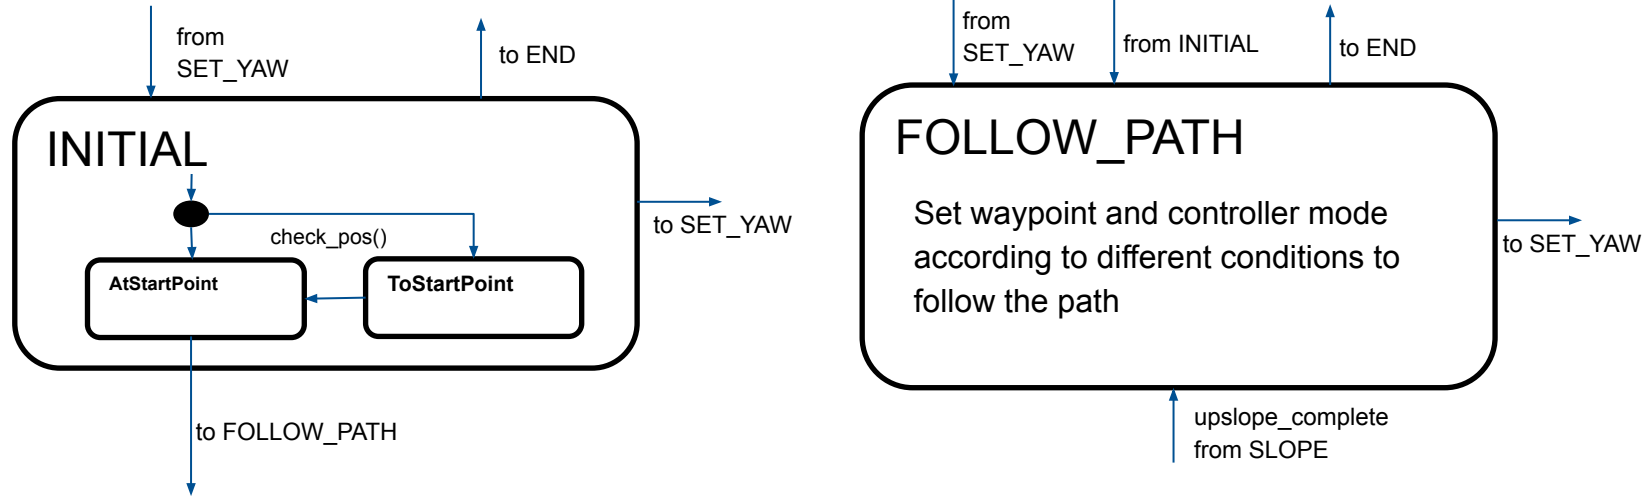 from
SET_YAW
to END
INITIAL
check_pos()
AtStartPoint
ToStartPoint
to SET_YAW
to FOLLOW_PATH
from
SET_YAW
from INITIAL
to END
FOLLOW_PATH
Set waypoint and controller mode
according to different conditions to
follow the path
to SET_YAW
upslope_complete
from SLOPE